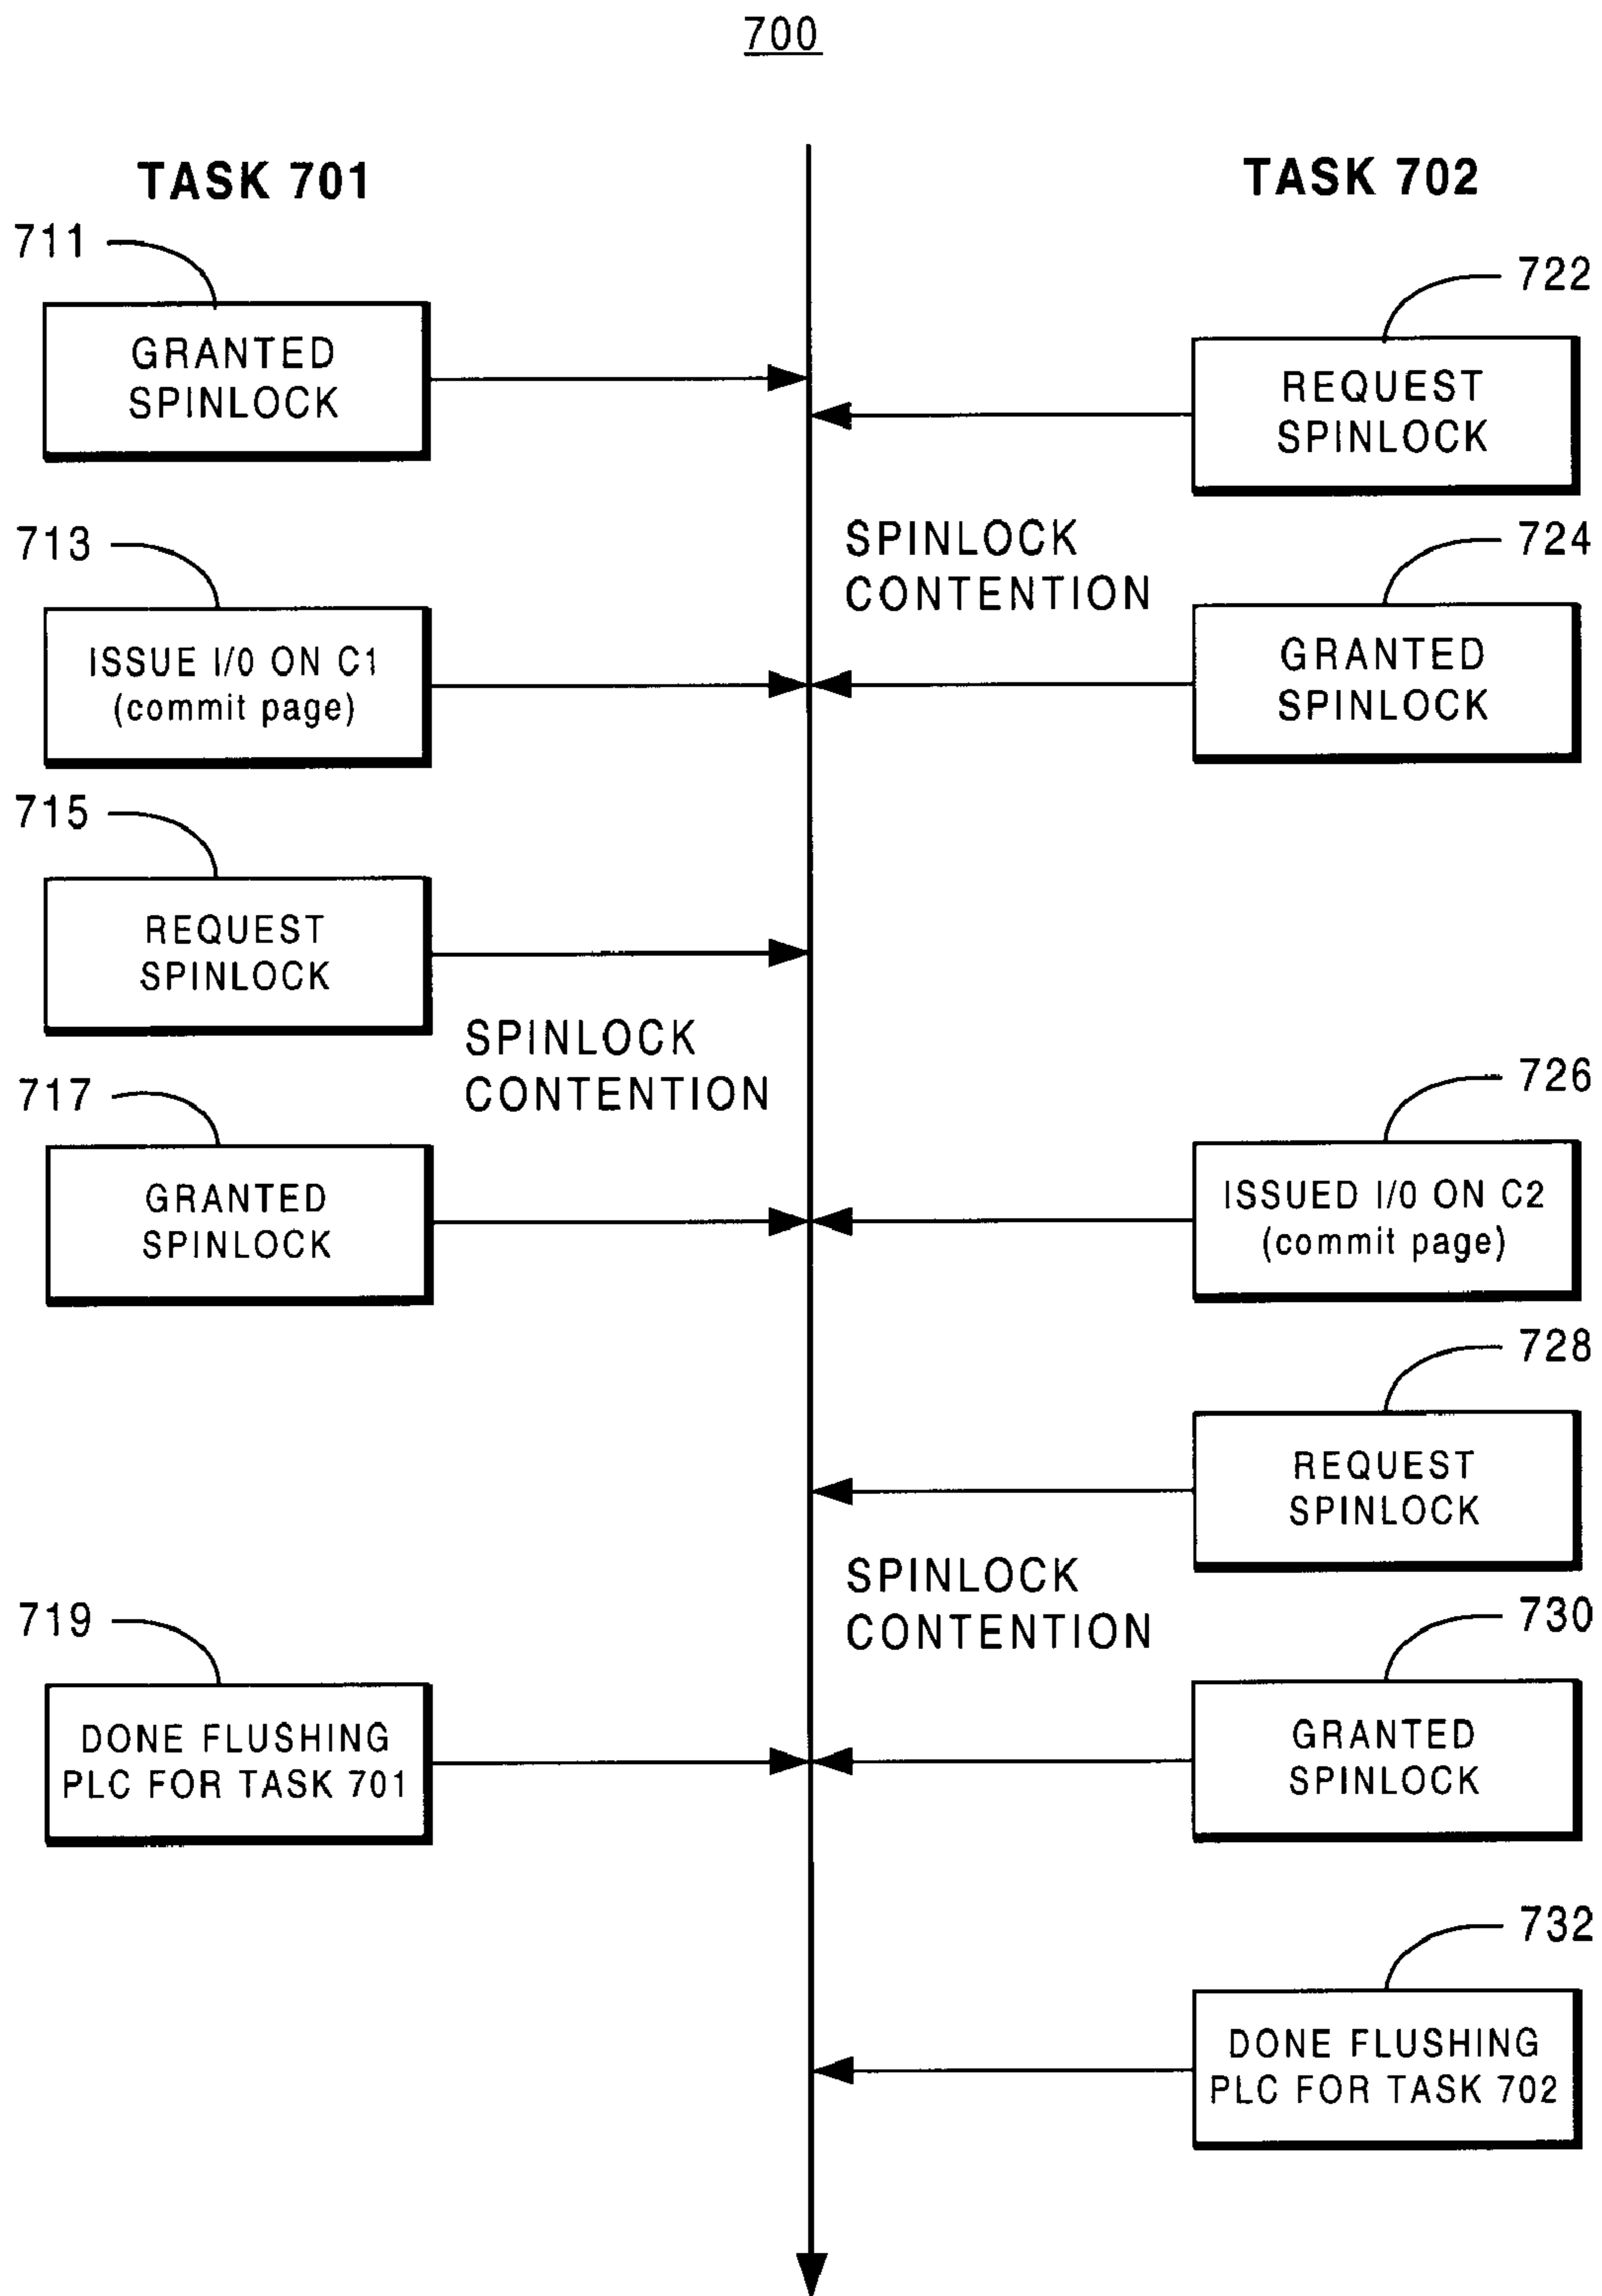 700
TASK 701
TASK 702
711
722
GRANTED
SPINLOCK
REQUEST
SPINLOCK
713
SPINLOCK
CONTENTION
724
ISSUE I/0 ON C1
(commit page)
GRANTED
SPINLOCK
715
REQUEST
SPINLOCK
SPINLOCK
CONTENTION
717
726
GRANTED
SPINLOCK
ISSUED I/0 ON C2
(commit page)
728
REQUEST
SPINLOCK
SPINLOCK
CONTENTION
719
730
DONE FLUSHING
PLC FOR TASK 701
GRANTED
SPINLOCK
732
DONE FLUSHING
PLC FOR TASK 702